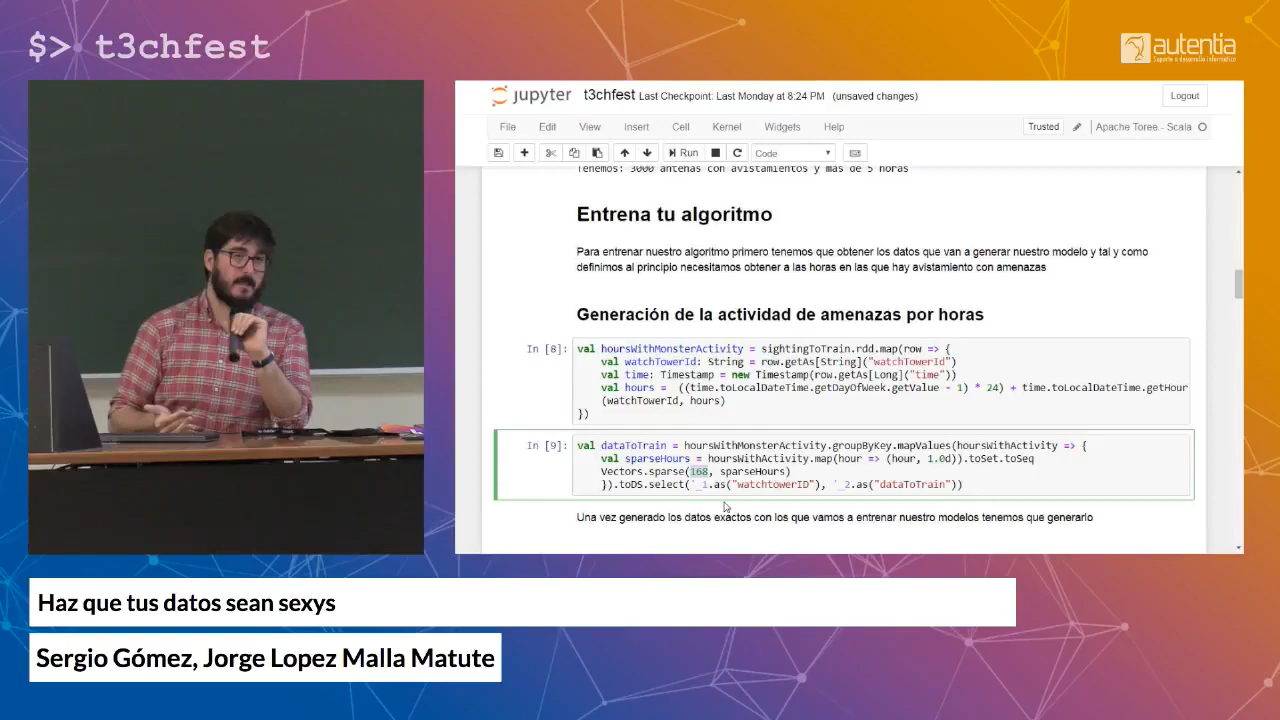 $> t3chfest
autentia
Soporte a desarrollo informático
jupyter t3chfest Last Checkpoint: Last Monday at 8:24 PM (unsaved changes)
Logout
File Edit View Insert Cell Kernel Widgets Help
Trusted
Apache Toree - Scala
Run
Code
Tenemos: 3000 antenas con avistamientos y mas de 5 horas
Entrena tu algoritmo
Para entrenar nuestro algoritmo primero tenemos que obtener los datos que van a generar nuestro modelo y tal y como
definimos al principio necesitamos obtener a las horas en las que hay avistamiento con amenazas
Generación de la actividad de amenazas por horas
In [8]: val hoursWithMonsterActivity = sightingToTrain.rdd.map(row => {
val watchTowerId: String = row.getAs[String]("watchTowerId")
val time: Timestamp = new Timestamp(row.getAs[Long]("time"))
val hours = ((time.toLocalDateTime.getDayOfWeek.getValue - 1) * 24) + time.toLocalDateTime.getHour
(watchTowerId, hours)
})
In [9]: val dataToTrain = hoursWithMonsterActivity.groupByKey.mapValues(hoursWithActivity => {
val sparseHours = hoursWithActivity.map(hour => (hour, 1.0d)).toSet.toSeq
Vectors.sparse(168, sparseHours)
}).toDS.select('_1.as("watchtowerID"), '_2.as("dataToTrain"))
Una vez generado los datos exactos con los que vamos a entrenar nuestro modelos tenemos que generarlo
Haz que tus datos sean sexys
Sergio Gómez, Jorge Lopez Malla Matute